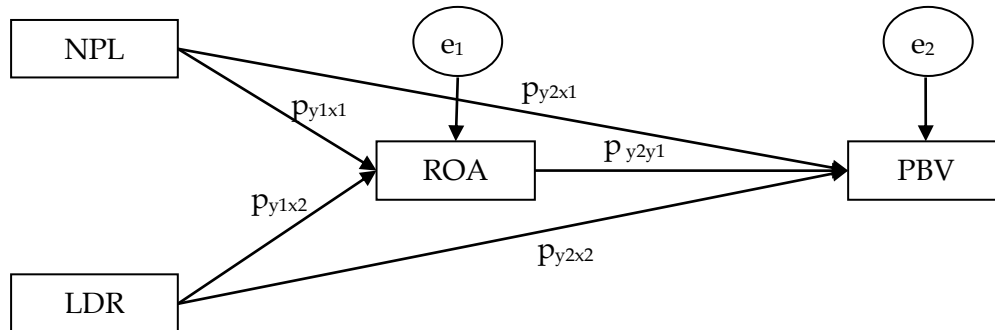 NPL
e1
e2
py2x1
py1x1
p y2y1
ROA
PBV
py1x2
py2x2
LDR